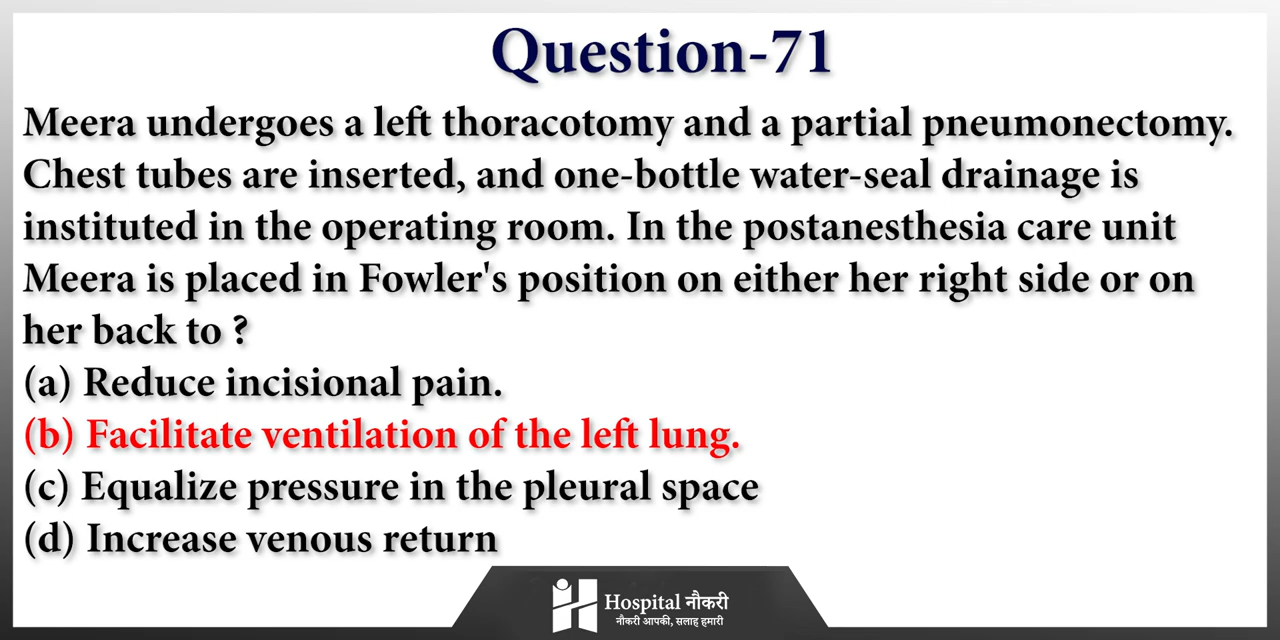 Question-71
Meera undergoes a left thoracotomy and a partial pneumonectomy.
Chest tubes are inserted, and one-bottle water-seal drainage is
instituted in the operating room. In the postanesthesia care unit
Meera is placed in Fowler's position on either her right side or on
her back to ?
(a) Reduce incisional pain.
(b) Facilitate ventilation of the left lung.
(c) Equalize pressure in the pleural space
(d) Increase venous return
Hospital नौकरी
नौकरी आपकी, सलाह हमारी